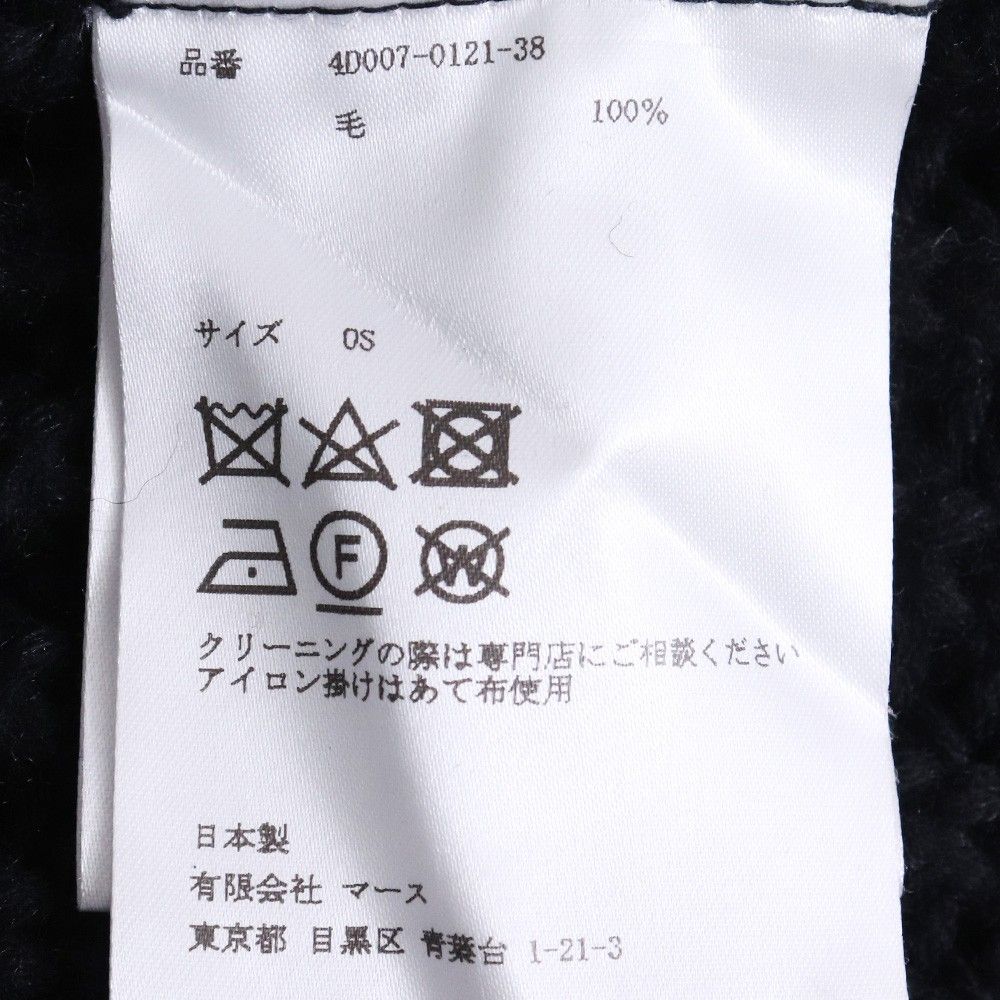 品番 4D007-0121-38
毛 100%
サイズ OS
F
W
クリーニングの際は専門店にご相談ください
アイロン掛けはあて布使用
日本製
有限会社 マース
東京都 目黒区 青葉台 1-21-3